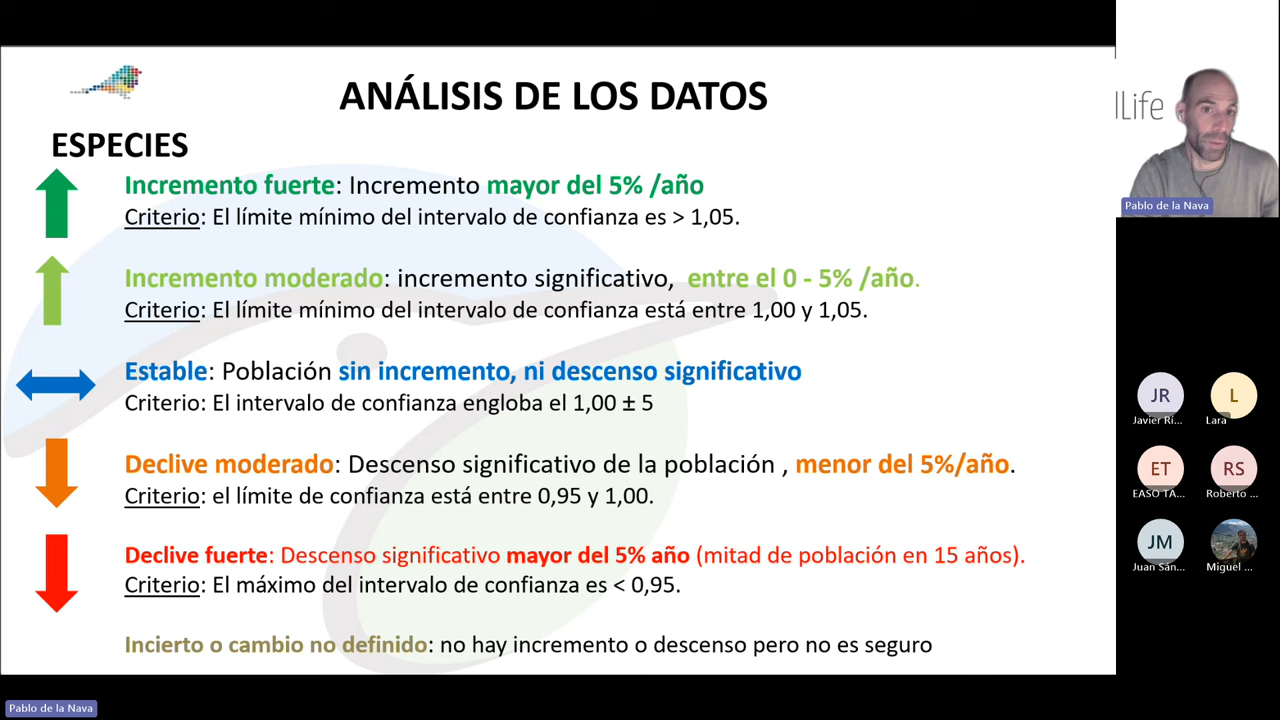 ANÁLISIS DE LOS DATOS
ESPECIES
Incremento fuerte: Incremento mayor del 5% /año
Criterio: El límite mínimo del intervalo de confianza es > 1,05.
Incremento moderado: incremento significativo, entre el 0 - 5% /año.
Criterio: El límite mínimo del intervalo de confianza está entre 1,00 y 1,05.
Estable: Población sin incremento, ni descenso significativo
Criterio: El intervalo de confianza engloba el 1,00 ± 5
Declive moderado: Descenso significativo de la población , menor del 5%/año.
Criterio: el límite de confianza está entre 0,95 y 1,00.
Declive fuerte: Descenso significativo mayor del 5% año (mitad de población en 15 años).
Criterio: El máximo del intervalo de confianza es < 0,95.
Incierto o cambio no definido: no hay incremento o descenso pero no es seguro
Pablo de la Nava
lLife
Pablo de la Nava
JR
L
Javier Rí...
Lara
ET
RS
EASO TA...
Roberto ...
JM
Juan Sán...
Miguel ...